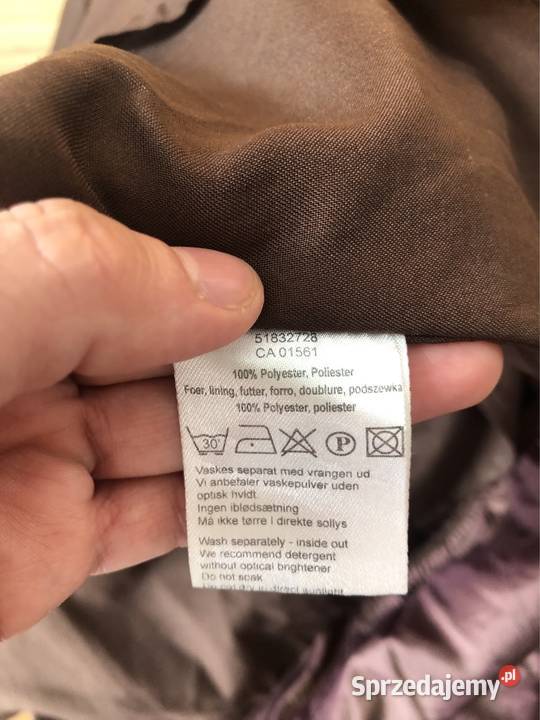 51832728
CA 01561
100% Polyester, Poliester
Foer, lining, futter, forro, doublure, podszewka
100% Polyester, poliester
30°
P
Vaskes separat med vrangen ud
Vi anbefaler vaskepulver uden
optisk hvidt.
Ingen iblødsætning
Må ikke tørre i direkte sollys
Wash separately - inside out
We recommend detergent
without optical brightener
Do not soak
Sprzedajemy.pl